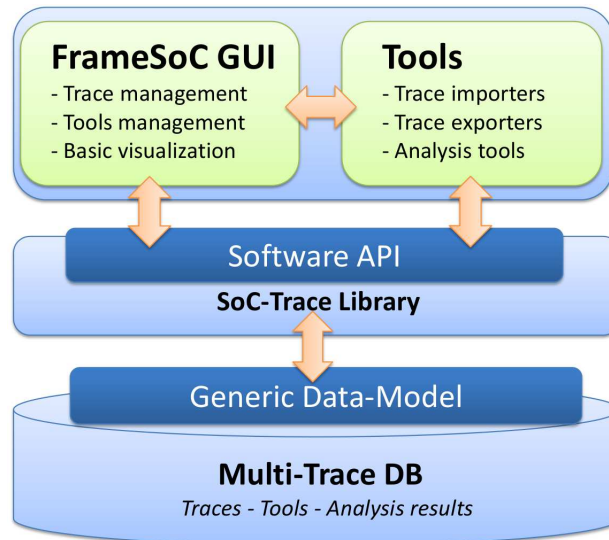 FrameSoC GUI
- Trace management
- Tools management
- Basic visualization
Tools
- Trace importers
- Trace exporters
- Analysis tools
Software API
SoC-Trace Library
Generic Data-Model
Multi-Trace DB
Traces - Tools - Analysis results